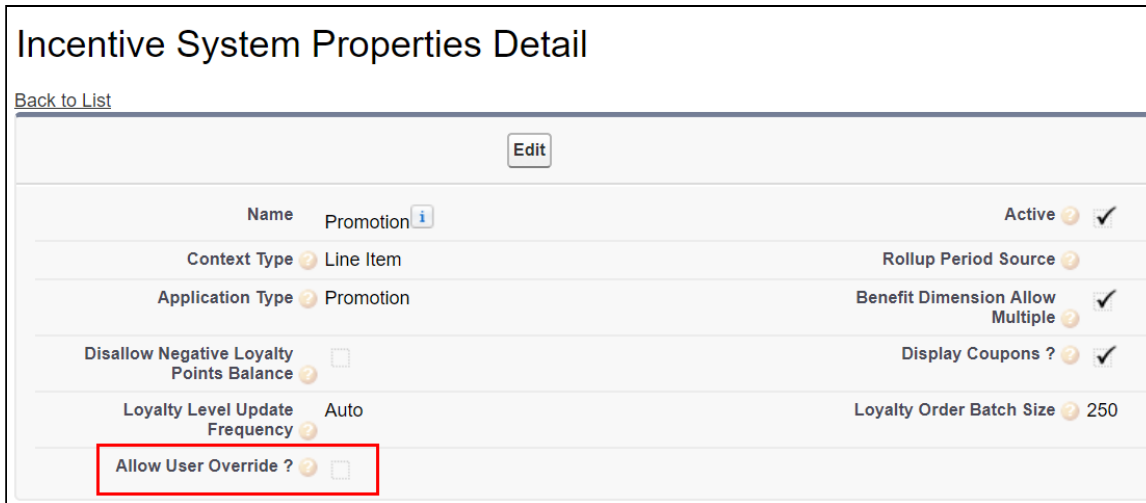 Incentive System Properties Detail
Back to List
Edit
Name Promotion i Active ? ✓
Context Type ? Line Item Rollup Period Source ?
Application Type ? Promotion Benefit Dimension Allow
Multiple ? ✓
Disallow Negative Loyalty
Points Balance ? Display Coupons ? ? ✓
Loyalty Level Update
Frequency ? Auto Loyalty Order Batch Size ? 250
Allow User Override ? ?